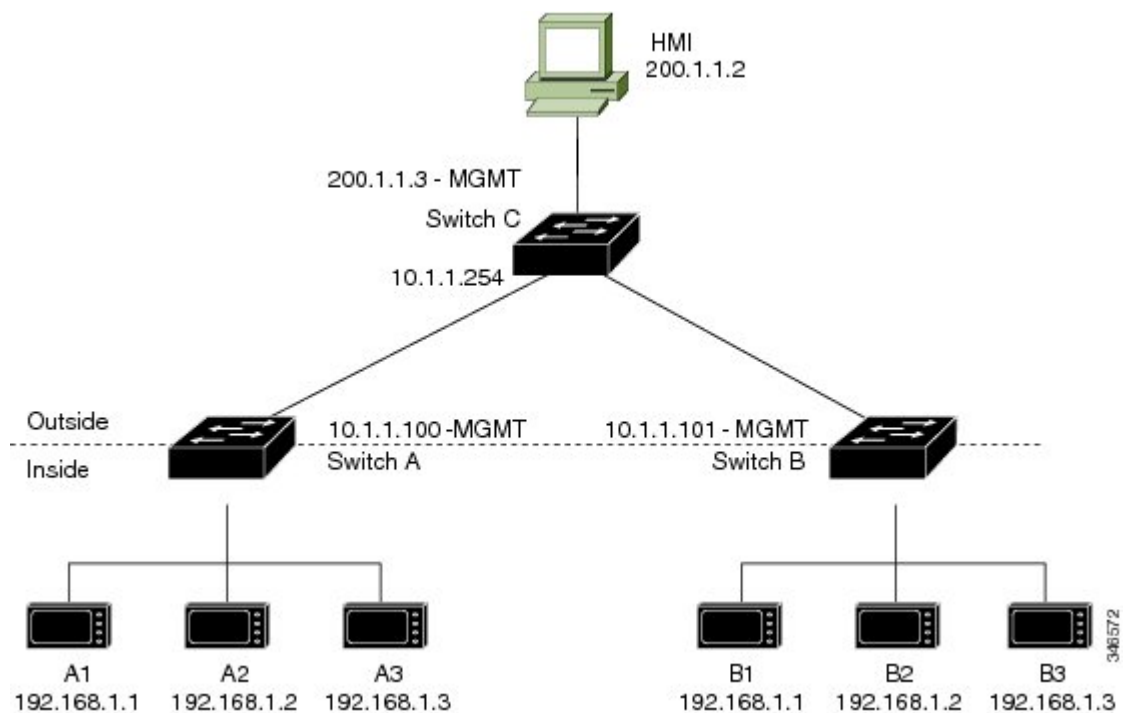 HMI
200.1.1.2
200.1.1.3 - MGMT
Switch C
10.1.1.254
Outside
10.1.1.100 -MGMT
10.1.1.101 - MGMT
Inside
Switch A
Switch B
A1
192.168.1.1
A2
192.168.1.2
A3
192.168.1.3
B1
192.168.1.1
B2
192.168.1.2
B3
192.168.1.3
346572